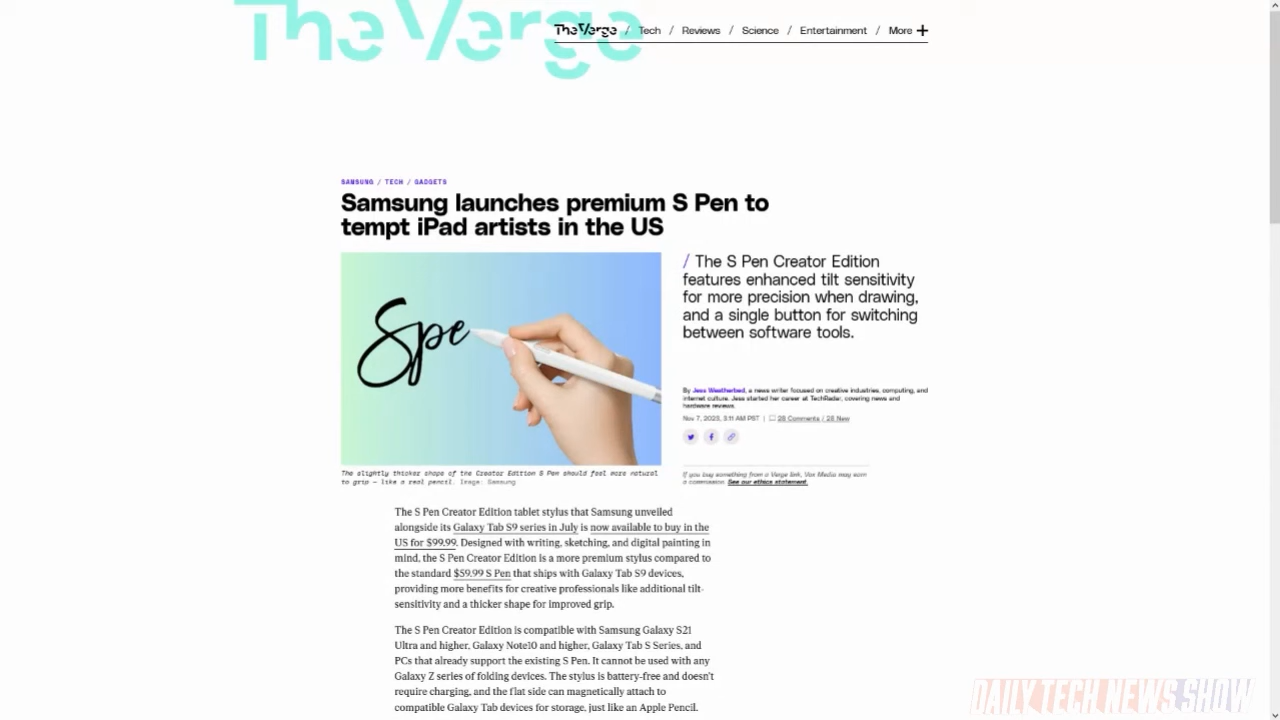 The Verge
The Verge / Tech / Reviews / Science / Entertainment / More +
SAMSUNG / TECH / GADGETS
Samsung launches premium S Pen to
tempt iPad artists in the US
Spe
/ The S Pen Creator Edition
features enhanced tilt sensitivity
for more precision when drawing,
and a single button for switching
between software tools.
By Jess Weatherbed, a news writer focused on creative industries, computing, and
internet culture. Jess started her career at TechRadar, covering news and
hardware reviews.
Nov 7, 2023, 3:11 AM PST | 28 Comments / 28 New
The slightly thicker shape of the Creator Edition S Pen should feel more natural
to grip — like a real pencil. Image: Samsung
If you buy something from a Verge link, Vox Media may earn
a commission. See our ethics statement.
The S Pen Creator Edition tablet stylus that Samsung unveiled
alongside its Galaxy Tab S9 series in July is now available to buy in the
US for $99.99. Designed with writing, sketching, and digital painting in
mind, the S Pen Creator Edition is a more premium stylus compared to
the standard $59.99 S Pen that ships with Galaxy Tab S9 devices,
providing more benefits for creative professionals like additional tilt-
sensitivity and a thicker shape for improved grip.
The S Pen Creator Edition is compatible with Samsung Galaxy S21
Ultra and higher, Galaxy Note10 and higher, Galaxy Tab S Series, and
PCs that already support the existing S Pen. It cannot be used with any
Galaxy Z series of folding devices. The stylus is battery-free and doesn't
require charging, and the flat side can magnetically attach to
compatible Galaxy Tab devices for storage, just like an Apple Pencil.
DAILY TECH NEWS SHOW